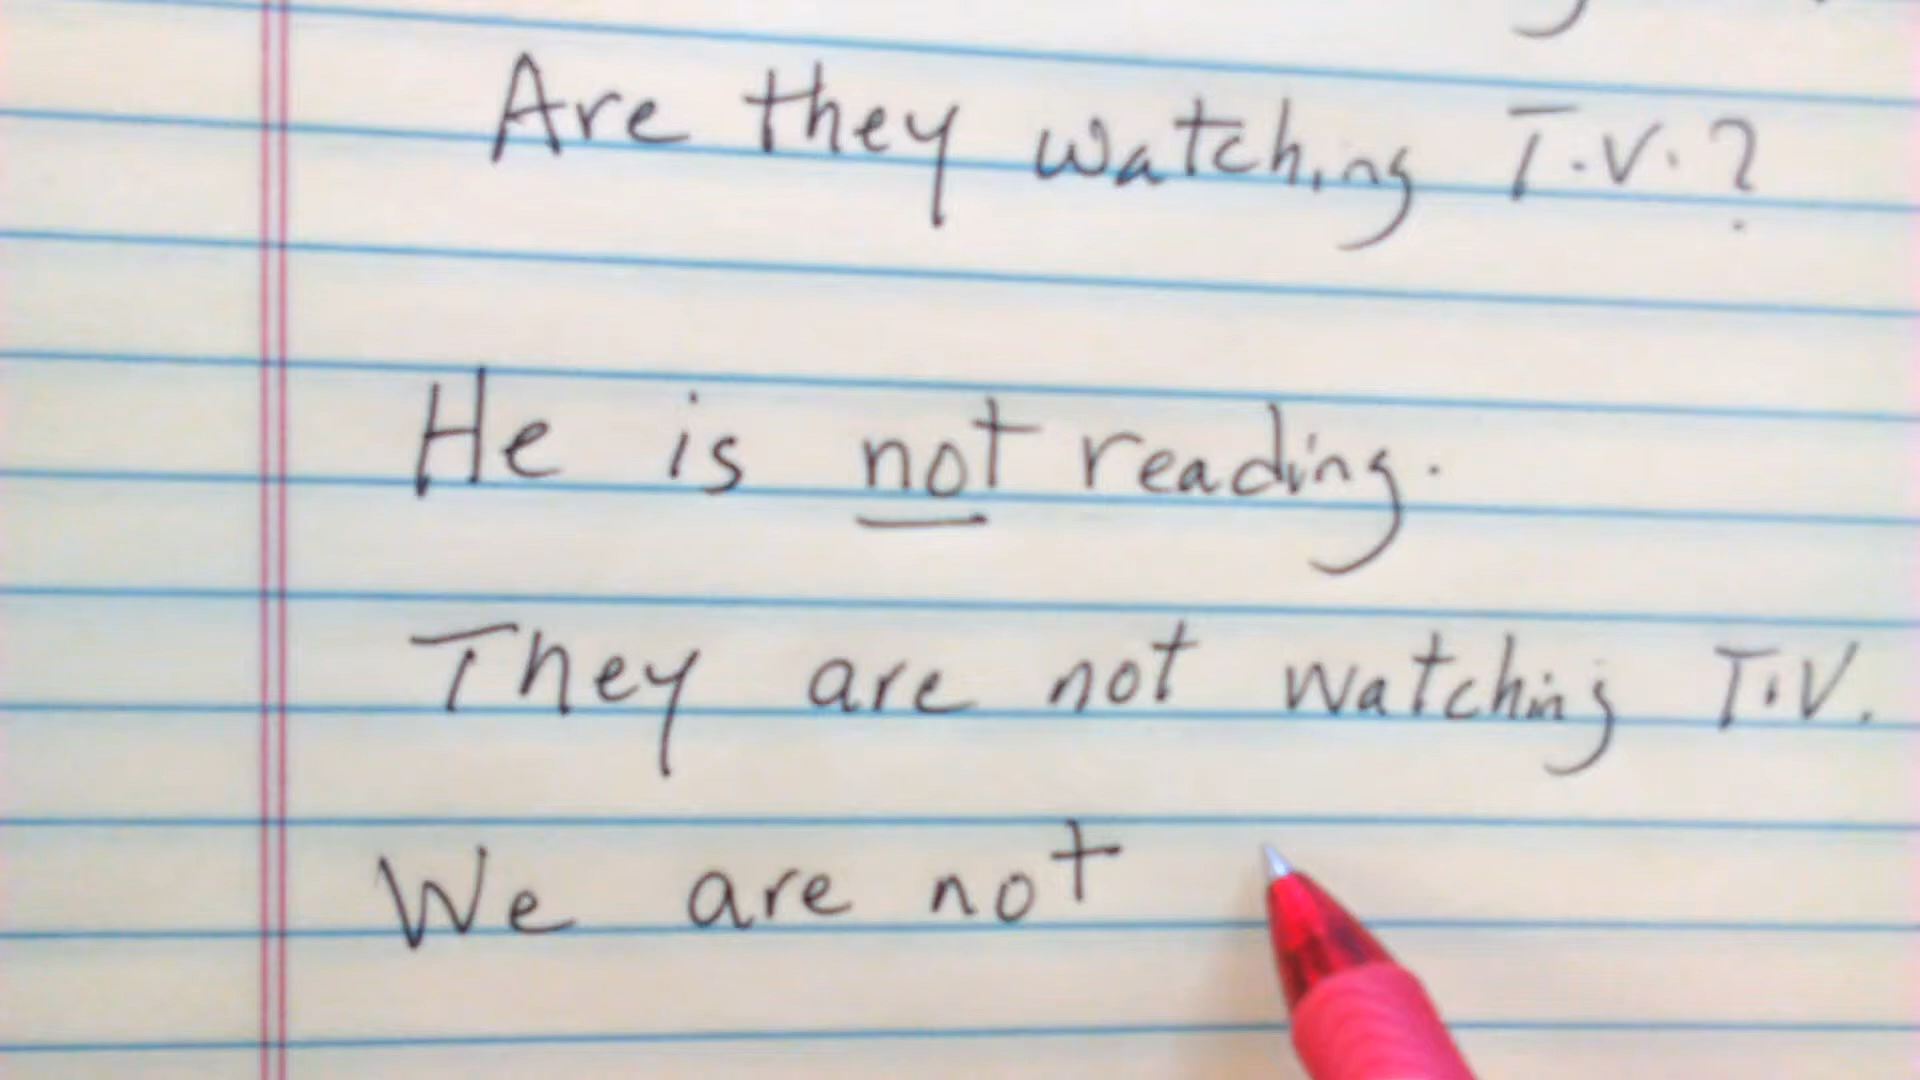 Are they watching T.V.?
He is not reading.
They are not watching T.V.
We are not